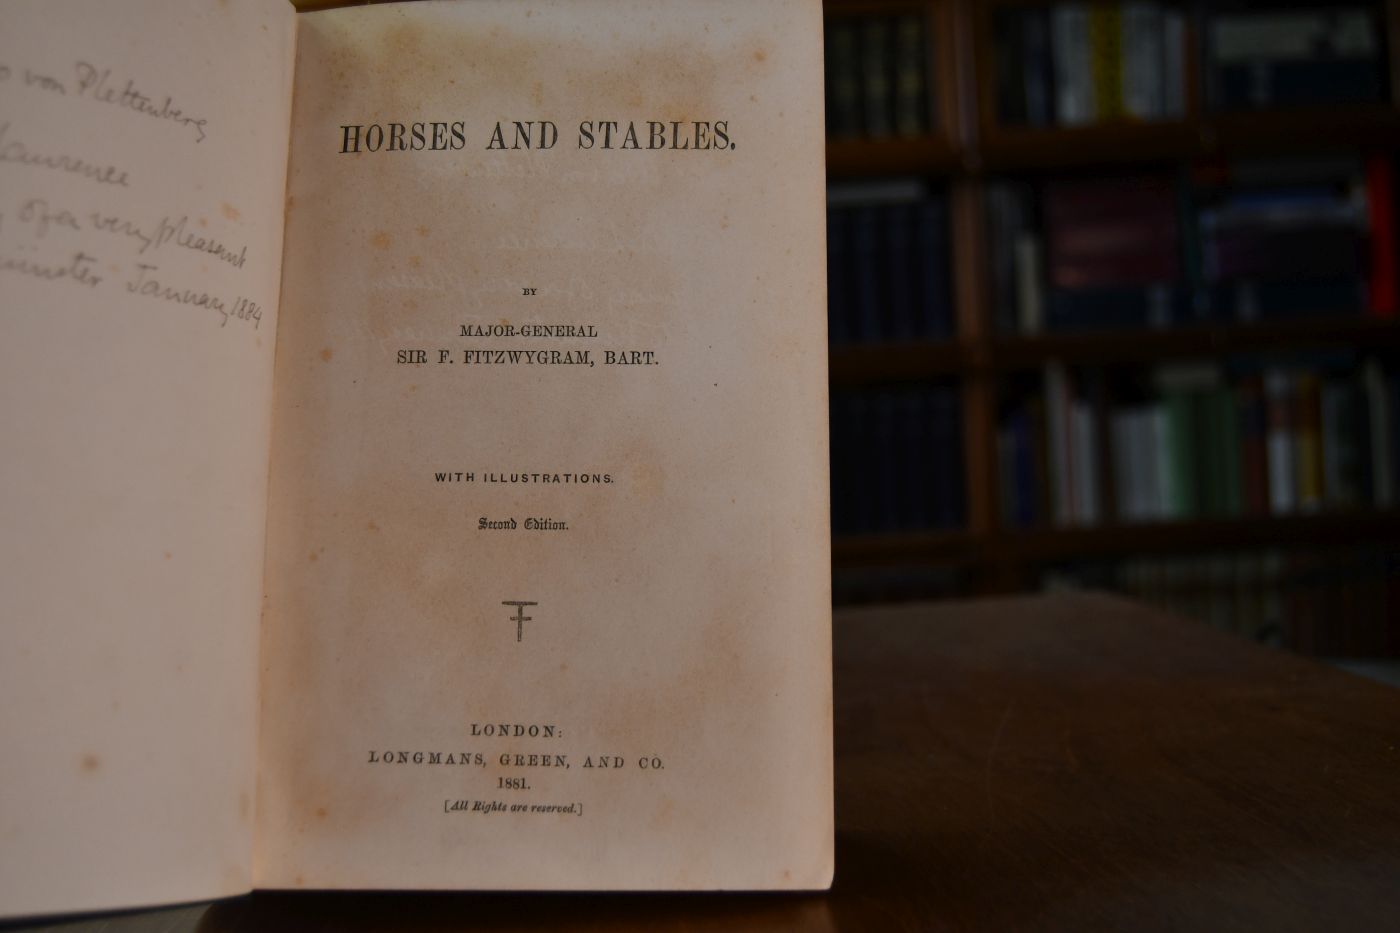 von Plettenberg
Laurence
very pleasant
January 1884
HORSES AND STABLES.
BY
MAJOR-GENERAL
SIR F. FITZWYGRAM, BART.
WITH ILLUSTRATIONS.
Second Edition.
LONDON:
LONGMANS, GREEN, AND CO.
1881.
[All Rights are reserved.]